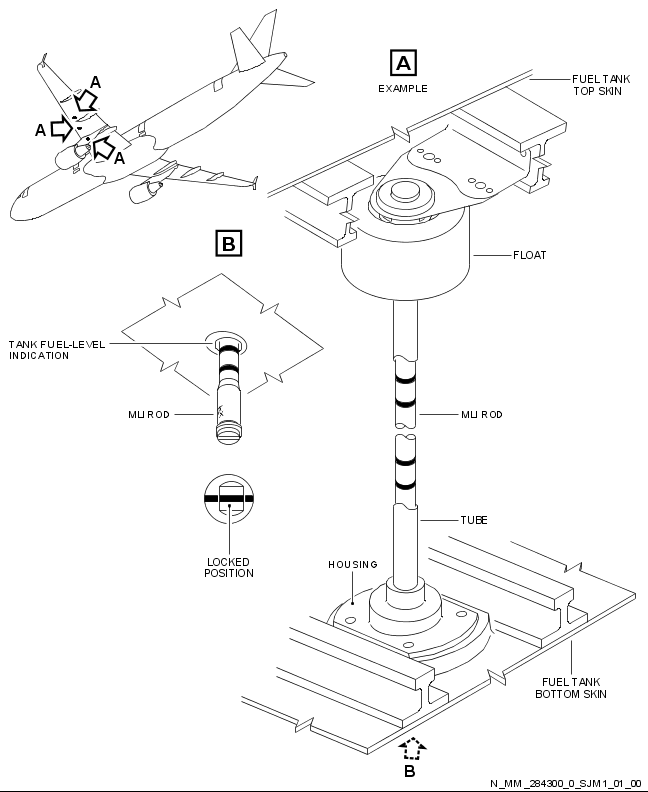 A
A
A
A
EXAMPLE
FUEL TANK
TOP SKIN
B
FLOAT
TANK FUEL-LEVEL
INDICATION
MLI ROD
MLI ROD
LOCKED
POSITION
TUBE
HOUSING
FUEL TANK
BOTTOM SKIN
B
N_MM_284300_0_SJM1_01_00